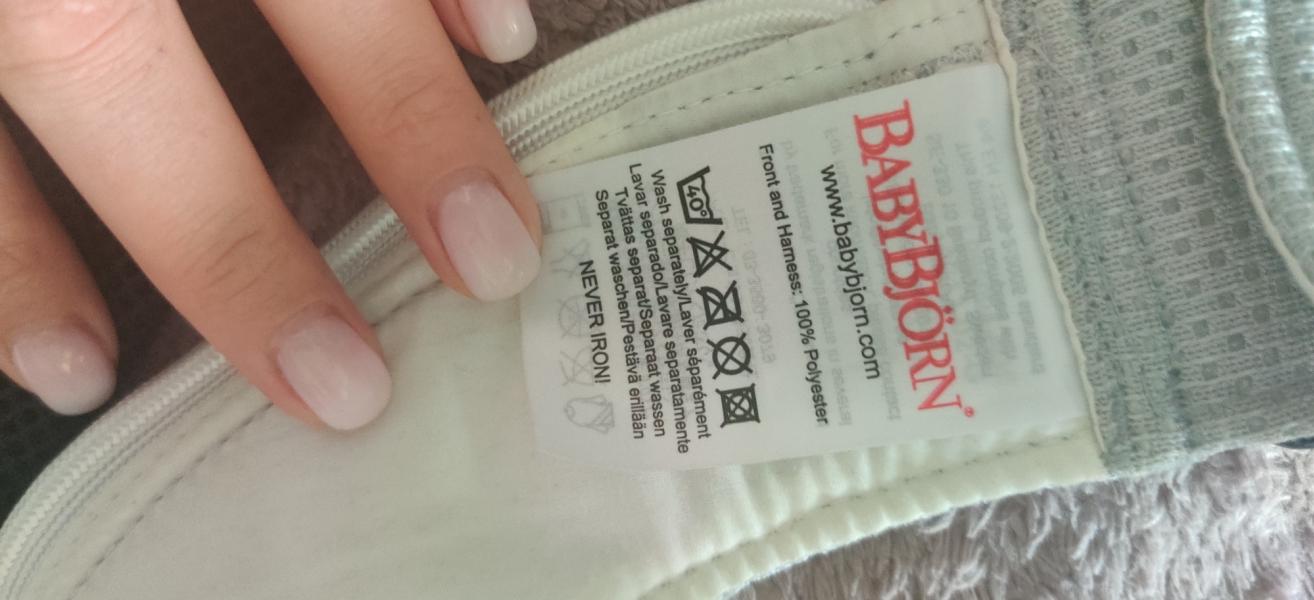 BABYBJÖRN®
www.babybjorn.com
Front and Harness: 100% Polyester
40°
Wash separately/Laver séparément
Lavar separado/Lavare separatamente
Tvättas separat/Separaat wassen
Separat waschen/Pestävä erillään
NEVER IRON!